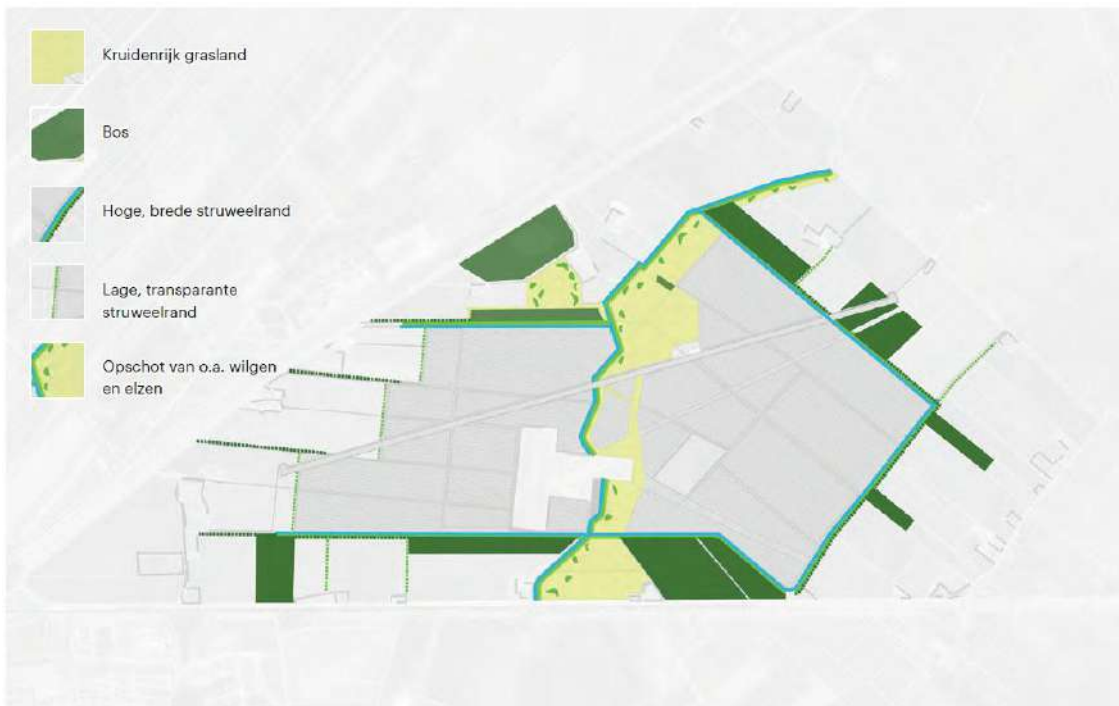 Kruidenrijk grasland
Bos
Hoge, brede struweelrand
Lage, transparante
struweelrand
Opschot van o.a. wilgen
en elzen